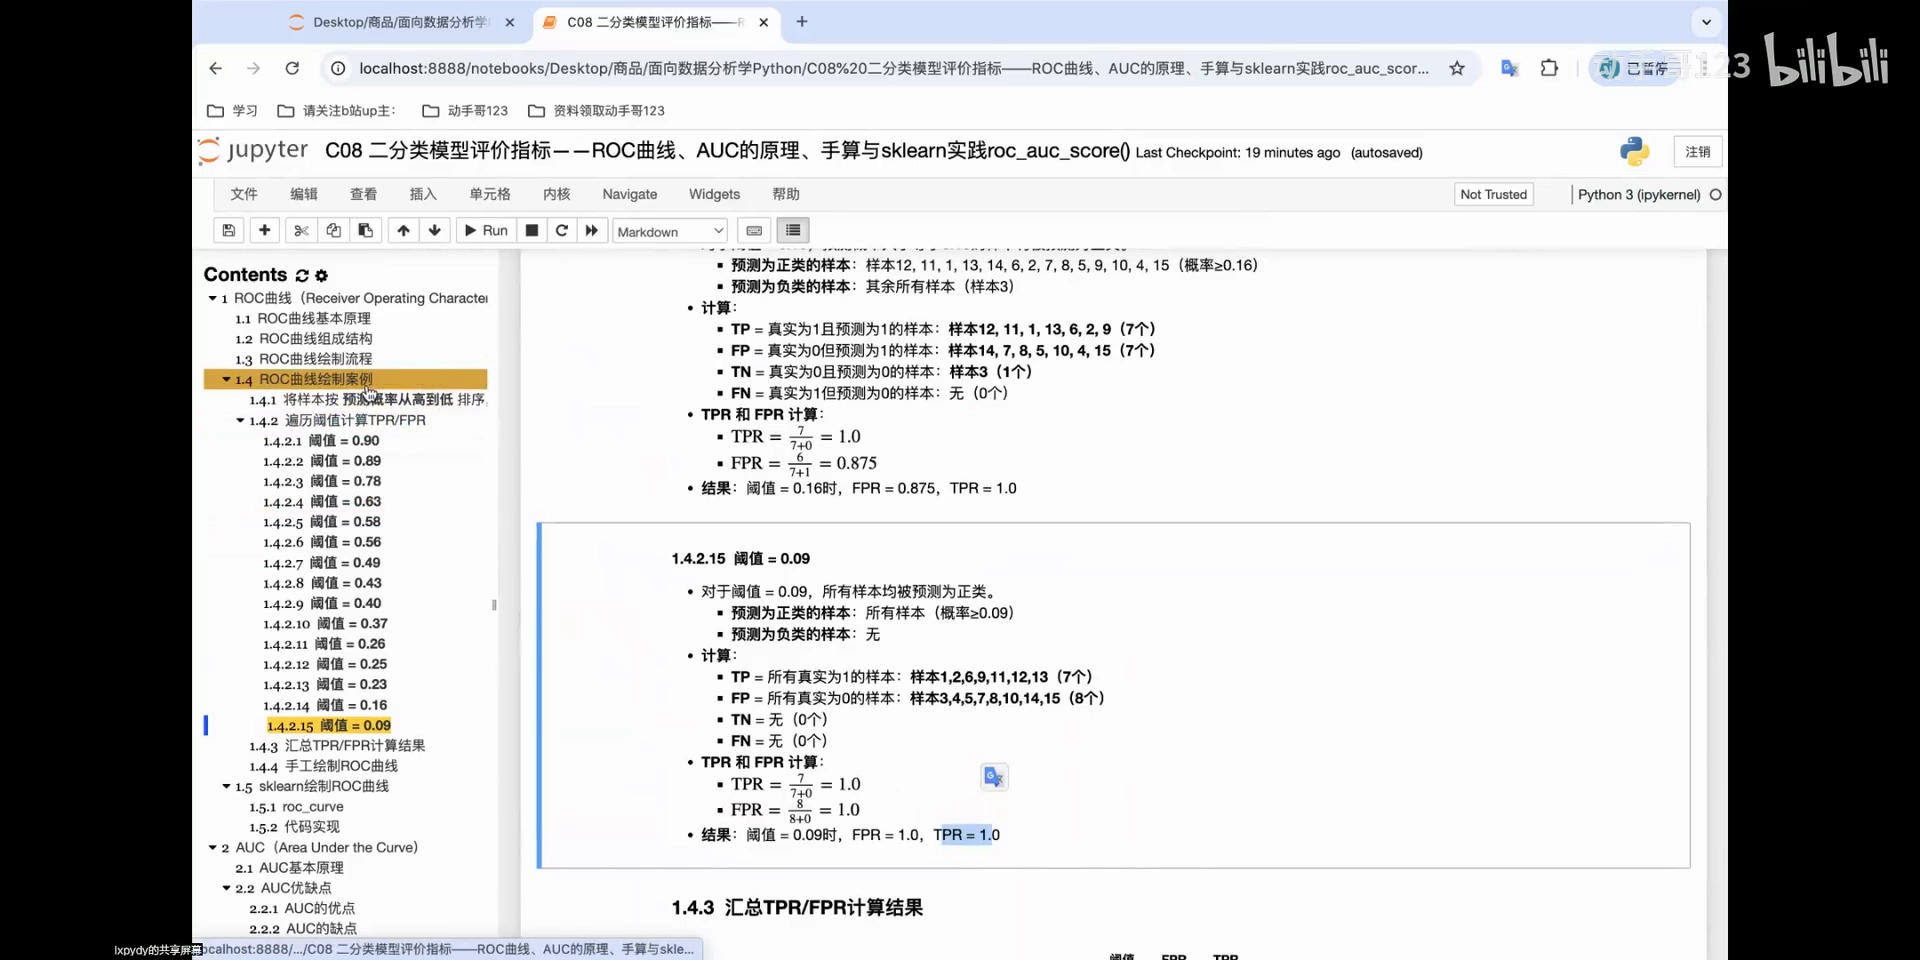 Desktop/商品/面向数据分析学
C08 二分类模型评价指标——R
bilibili
localhost:8888/notebooks/Desktop/商品/面向数据分析学Python/C08%20二分类模型评价指标——ROC曲线、AUC的原理、手算与sklearn实践roc_auc_scor...
已暂停
哥123
学习
请关注b站up主:
动手哥123
资料领取动手哥123
jupyter
C08 二分类模型评价指标——ROC曲线、AUC的原理、手算与sklearn实践roc_auc_score() Last Checkpoint: 19 minutes ago (autosaved)
注销
文件 编辑 查看 插入 单元格 内核 Navigate Widgets 帮助
Not Trusted
Python 3 (ipykernel)
Run
Markdown
Contents
1 ROC曲线（Receiver Operating Character
1.1 ROC曲线基本原理
1.2 ROC曲线组成结构
1.3 ROC曲线绘制流程
1.4 ROC曲线绘制案例
1.4.1 将样本按 预测概率从高到低 排序,
1.4.2 遍历阈值计算TPR/FPR
1.4.2.1 阈值 = 0.90
1.4.2.2 阈值 = 0.89
1.4.2.3 阈值 = 0.78
1.4.2.4 阈值 = 0.63
1.4.2.5 阈值 = 0.58
1.4.2.6 阈值 = 0.56
1.4.2.7 阈值 = 0.49
1.4.2.8 阈值 = 0.43
1.4.2.9 阈值 = 0.40
1.4.2.10 阈值 = 0.37
1.4.2.11 阈值 = 0.26
1.4.2.12 阈值 = 0.25
1.4.2.13 阈值 = 0.23
1.4.2.14 阈值 = 0.16
1.4.2.15 阈值 = 0.09
1.4.3 汇总TPR/FPR计算结果
1.4.4 手工绘制ROC曲线
1.5 sklearn绘制ROC曲线
1.5.1 roc_curve
1.5.2 代码实现
2 AUC（Area Under the Curve）
2.1 AUC基本原理
2.2 AUC优缺点
2.2.1 AUC的优点
2.2.2 AUC的缺点
预测为正类的样本：样本12, 11, 1, 13, 14, 6, 2, 7, 8, 5, 9, 10, 4, 15（概率≥0.16）
预测为负类的样本：其余所有样本（样本3）
计算：
TP = 真实为1且预测为1的样本：样本12, 11, 1, 13, 6, 2, 9（7个）
FP = 真实为0但预测为1的样本：样本14, 7, 8, 5, 10, 4, 15（7个）
TN = 真实为0且预测为0的样本：样本3（1个）
FN = 真实为1但预测为0的样本：无（0个）
TPR 和 FPR 计算：
TPR = 7/(7+0) = 1.0
FPR = 6/(7+1) = 0.875
结果：阈值 = 0.16时，FPR = 0.875，TPR = 1.0
1.4.2.15 阈值 = 0.09
对于阈值 = 0.09，所有样本均被预测为正类。
预测为正类的样本：所有样本（概率≥0.09）
预测为负类的样本：无
计算：
TP = 所有真实为1的样本：样本1,2,6,9,11,12,13（7个）
FP = 所有真实为0的样本：样本3,4,5,7,8,10,14,15（8个）
TN = 无（0个）
FN = 无（0个）
TPR 和 FPR 计算：
TPR = 7/(7+0) = 1.0
FPR = 8/(8+0) = 1.0
结果：阈值 = 0.09时，FPR = 1.0，TPR = 1.0
1.4.3 汇总TPR/FPR计算结果
阈值 FPR TPR
lxpydy的共享屏幕
ocalhost:8888/.../C08 二分类模型评价指标——ROC曲线、AUC的原理、手算与skle...